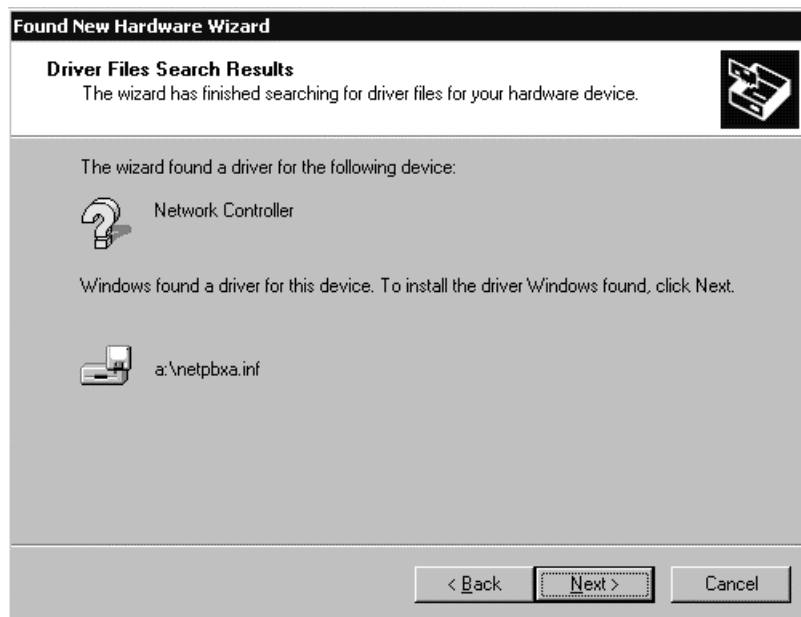 Found New Hardware Wizard
Driver Files Search Results
The wizard has finished searching for driver files for your hardware device.
The wizard found a driver for the following device:
Network Controller
Windows found a driver for this device. To install the driver Windows found, click Next.
a:\netpbxa.inf
< Back Next > Cancel